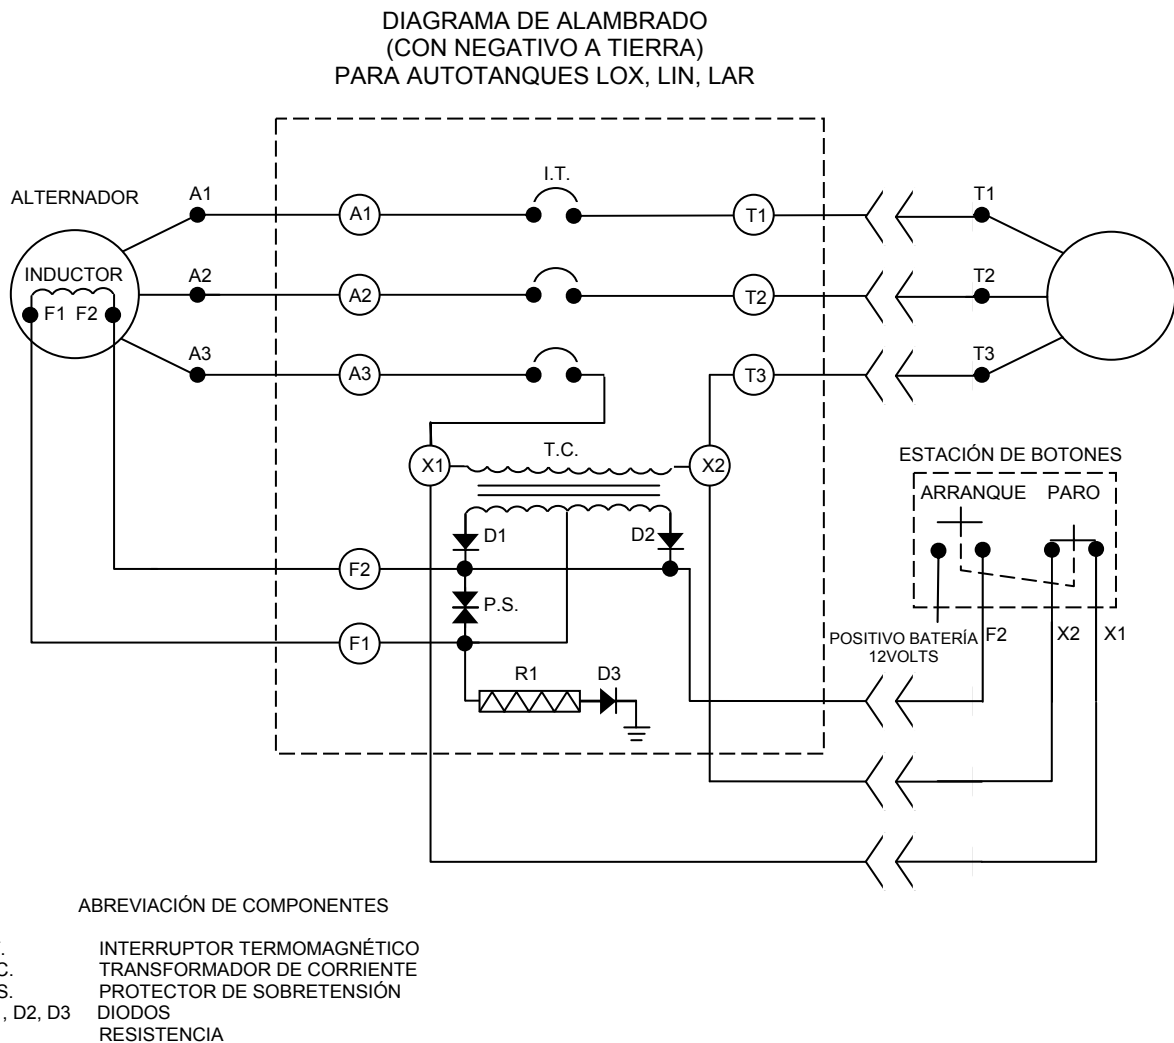 DIAGRAMA DE ALAMBRADO
(CON NEGATIVO A TIERRA)
PARA AUTOTANQUES LOX, LIN, LAR
ALTERNADOR
A1
A1
I.T.
T1
T1
INDUCTOR
F1 F2
A2
A2
T2
T2
A3
A3
T3
T3
X1
T.C.
X2
ESTACIÓN DE BOTONES
ARRANQUE PARO
D1
D2
F2
P.S.
F1
POSITIVO BATERÍA
12VOLTS
F2
X2
X1
R1
D3
ABREVIACIÓN DE COMPONENTES
INTERRUPTOR TERMOMAGNÉTICO
C. TRANSFORMADOR DE CORRIENTE
S. PROTECTOR DE SOBRETENSIÓN
, D2, D3 DIODOS
RESISTENCIA